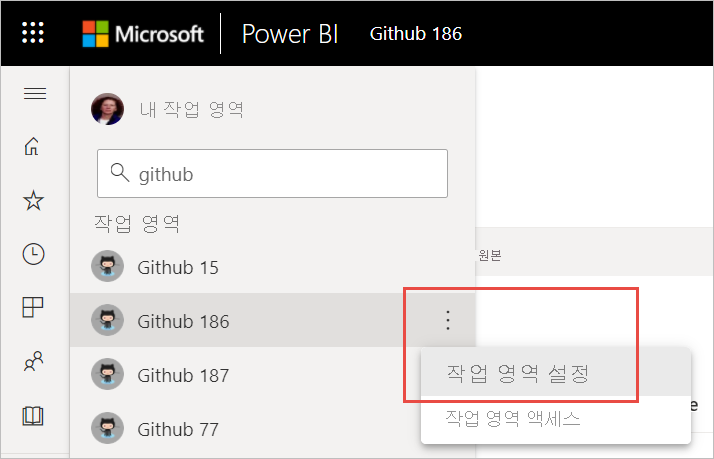 Microsoft Power BI Github 186
내 작업 영역
github
작업 영역
원본
Github 15
Github 186
Github 187
작업 영역 설정
e
작업 영역 액세스
Github 77